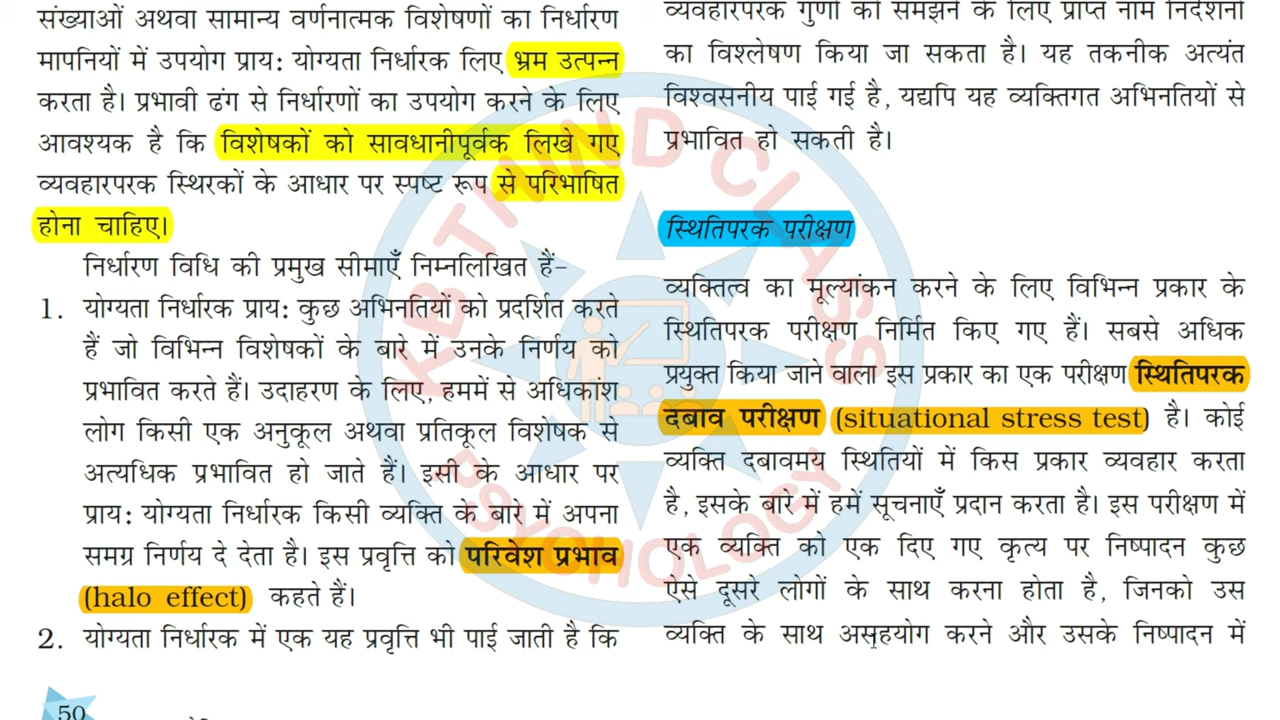 संख्याओं अथवा सामान्य वर्णनात्मक विशेषणों का निर्धारण
मापनियों में उपयोग प्राय: योग्यता निर्धारक लिए भ्रम उत्पन्न
करता है। प्रभावी ढंग से निर्धारणों का उपयोग करने के लिए
आवश्यक है कि विशेषकों को सावधानीपूर्वक लिखे गए
व्यवहारपरक स्थिरकों के आधार पर स्पष्ट रूप से परिभाषित
होना चाहिए।
निर्धारण विधि की प्रमुख सीमाएँ निम्नलिखित हैं–
1. योग्यता निर्धारक प्राय: कुछ अभिनतियों को प्रदर्शित करते
हैं जो विभिन्न विशेषकों के बारे में उनके निर्णय को
प्रभावित करते हैं। उदाहरण के लिए, हममें से अधिकांश
लोग किसी एक अनुकूल अथवा प्रतिकूल विशेषक से
अत्यधिक प्रभावित हो जाते हैं। इसी के आधार पर
प्राय: योग्यता निर्धारक किसी व्यक्ति के बारे में अपना
समग्र निर्णय दे देता है। इस प्रवृत्ति को परिवेश प्रभाव
(halo effect) कहते हैं।
2. योग्यता निर्धारक में एक यह प्रवृत्ति भी पाई जाती है कि
50
व्यवहारपरक गुणों को समझने के लिए प्राप्त नाम निर्देशनों
का विश्लेषण किया जा सकता है। यह तकनीक अत्यंत
विश्वसनीय पाई गई है, यद्यपि यह व्यक्तिगत अभिनतियों से
प्रभावित हो सकती है।
स्थितिपरक परीक्षण
व्यक्तित्व का मूल्यांकन करने के लिए विभिन्न प्रकार के
स्थितिपरक परीक्षण निर्मित किए गए हैं। सबसे अधिक
प्रयुक्त किया जाने वाला इस प्रकार का एक परीक्षण स्थितिपरक
दबाव परीक्षण (situational stress test) है। कोई
व्यक्ति दबावमय स्थितियों में किस प्रकार व्यवहार करता
है, इसके बारे में हमें सूचनाएँ प्रदान करता है। इस परीक्षण में
एक व्यक्ति को एक दिए गए कृत्य पर निष्पादन कुछ
ऐसे दूसरे लोगों के साथ करना होता है, जिनको उस
व्यक्ति के साथ असहयोग करने और उसके निष्पादन में
KBTHIND CLASS
PSYOHOLOGY